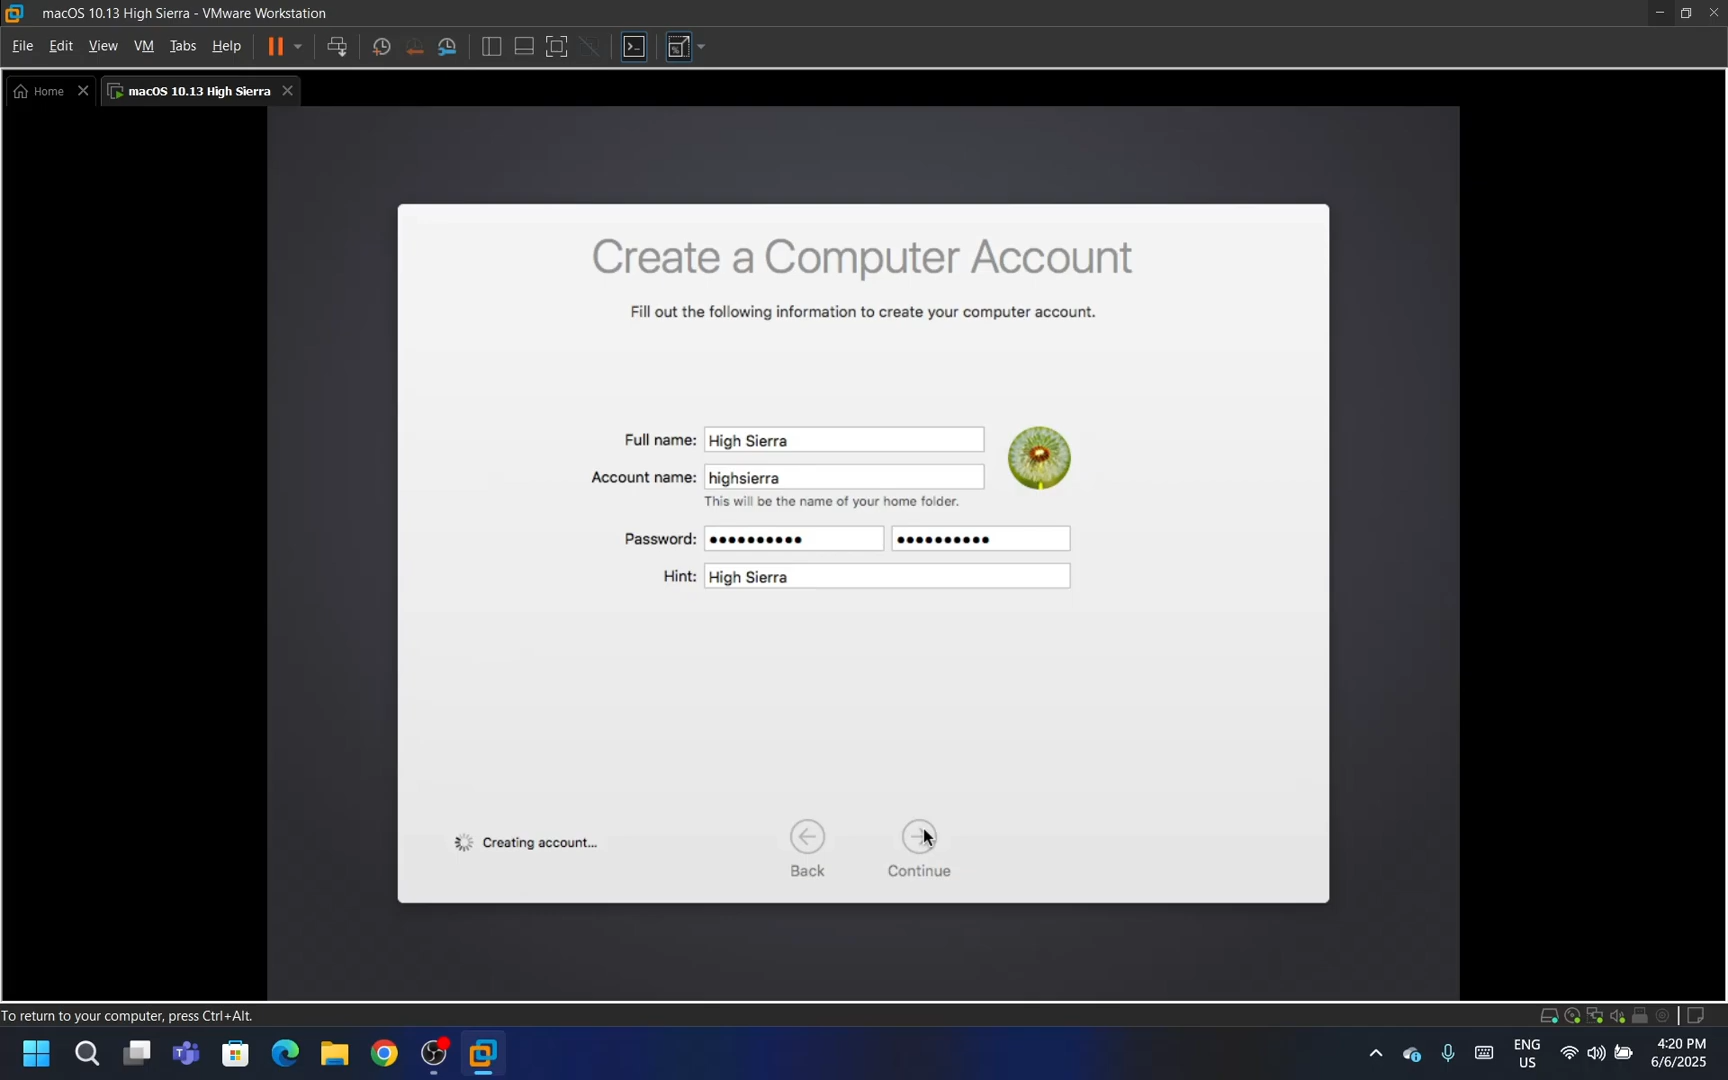 macOS 10.13 High Sierra - VMware Workstation
File Edit View VM Tabs Help
Home macOS 10.13 High Sierra
Create a Computer Account
Fill out the following information to create your computer account.
Full name: High Sierra
Account name: highsierra
This will be the name of your home folder.
Password: •••••••••• ••••••••••
Hint: High Sierra
Creating account...
Back Continue
To return to your computer, press Ctrl+Alt.
ENG 4:20 PM
US 6/6/2025